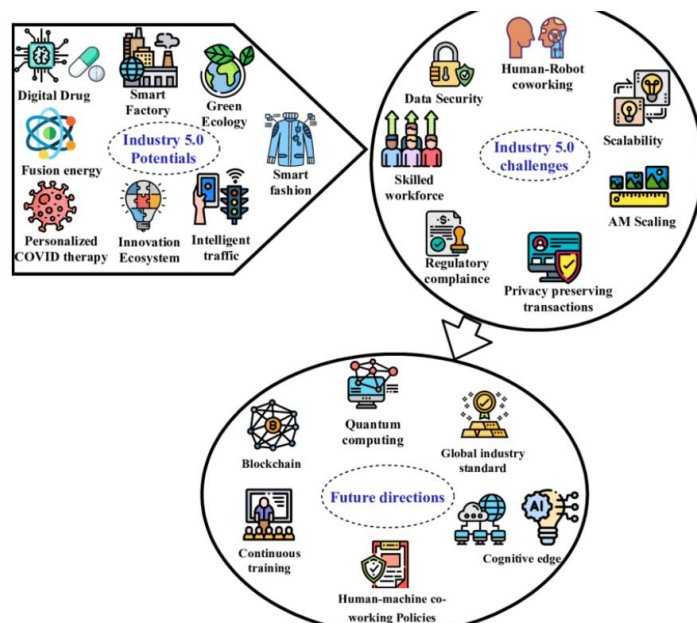 Digital Drug
Smart
Factory
Green
Ecology
Industry 5.0
Potentials
Fusion energy
Smart
fashion
Personalized
COVID therapy
Innovation
Ecosystem
Intelligent
traffic
Human-Robot
coworking
Data Security
Scalability
Industry 5.0
challenges
Skilled
workforce
AM Scaling
-$-
Regulatory
complaince
Privacy preserving
transactions
Quantum
computing
Global industry
standard
B
Blockchain
Future directions
AI
Continuous
training
Cognitive edge
Human-machine co-
working Policies